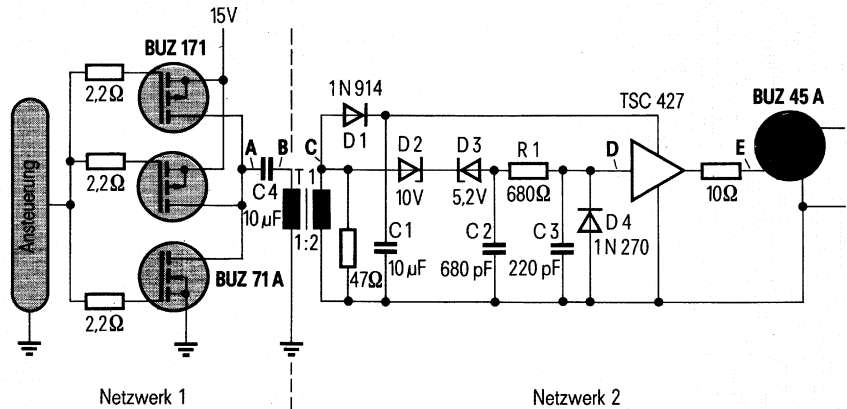 15V
BUZ 171
2,2Ω
A
B
C4
10 µF
2,2Ω
Ansteuerung
BUZ 71 A
2,2Ω
C
T1
1:2
1N 914
D1
D2
10V
D3
5,2V
R1
680Ω
D
TSC 427
BUZ 45 A
E
10Ω
47Ω
C1
10 µF
C2
680 pF
C3
220 pF
D4
1N 270
Netzwerk 1
Netzwerk 2